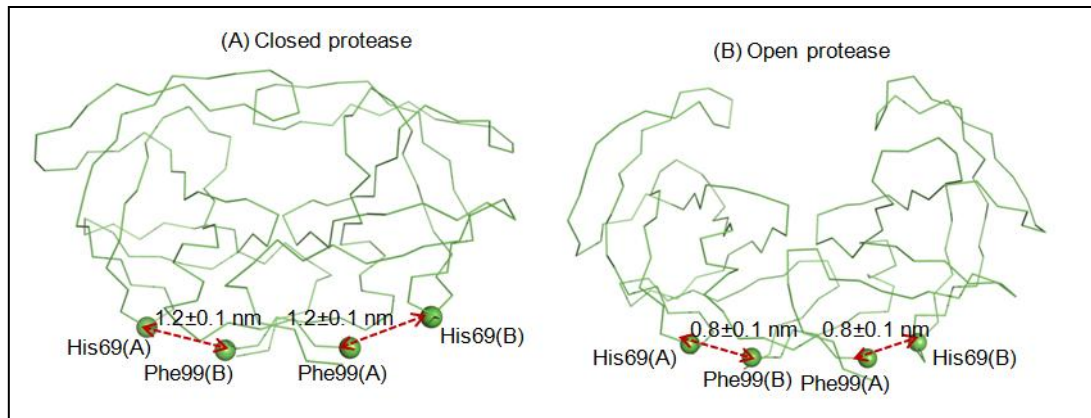 (A) Closed protease
1.2±0.1 nm
1.2±0.1 nm
His69(A)
Phe99(B)
Phe99(A)
His69(B)
(B) Open protease
0.8±0.1 nm
0.8±0.1 nm
His69(A)
Phe99(B)
Phe99(A)
His69(B)